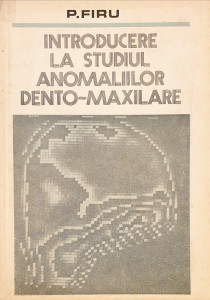 P.FIRU
INTRODUCERE
LA STUDIUL
ANOMALIILOR
DENTO-MAXILARE